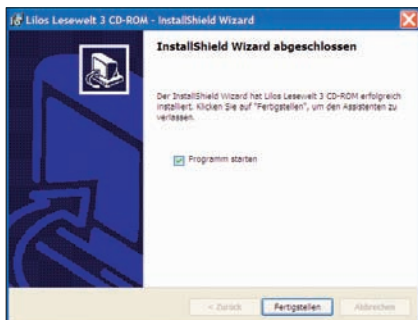 Lilos Lesewelt 3 CD-ROM - InstallShield Wizard
InstallShield Wizard abgeschlossen
Der InstallShield Wizard hat Lilos Lesewelt 3 CD-ROM erfolgreich
installiert. Klicken Sie auf "Fertigstellen", um den Assistenten zu
verlassen.
Programm starten
< Zurück Fertigstellen Abbrechen